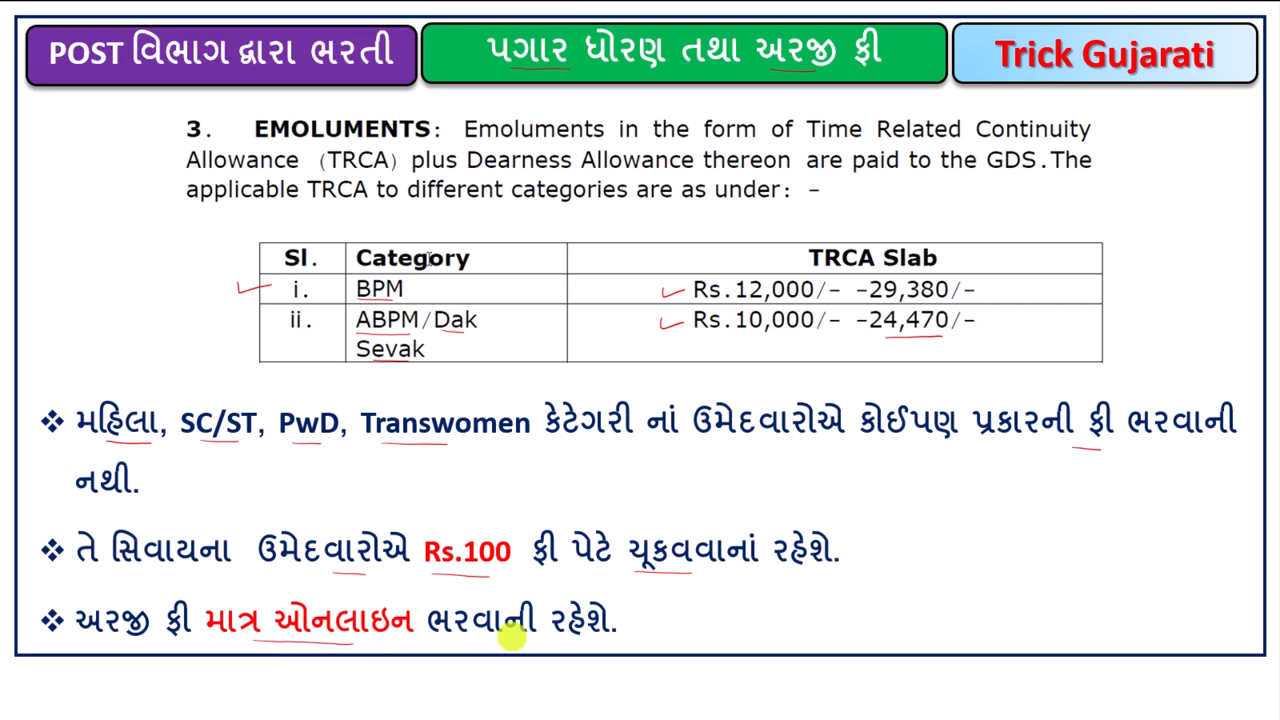 POST વિભાગ દ્વારા ભરતી
પગાર ધોરણ તથા અરજી ફી
Trick Gujarati
3. EMOLUMENTS: Emoluments in the form of Time Related Continuity
Allowance (TRCA) plus Dearness Allowance thereon are paid to the GDS.The
applicable TRCA to different categories are as under: –
Sl. Category TRCA Slab
i. BPM Rs.12,000/– –29,380/–
ii. ABPM/Dak Rs.10,000/– –24,470/–
Sevak
❖ મહિલા, SC/ST, PwD, Transwomen કેટેગરી નાં ઉમેદવારોએ કોઈપણ પ્રકારની ફી ભરવાની
નથી.
❖ તે સિવાયના ઉમેદવારોએ Rs.100 ફી પેટે ચૂકવવાનાં રહેશે.
❖ અરજી ફી માત્ર ઓનલાઇન ભરવાની રહેશે.